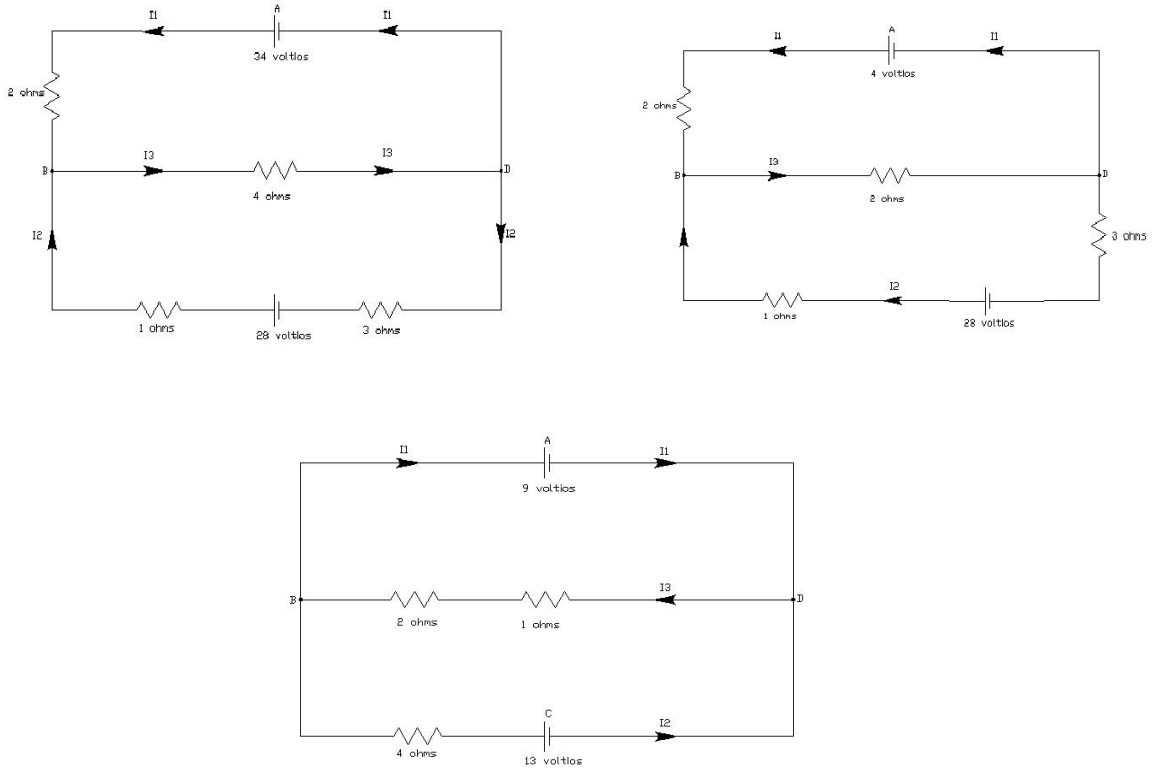 I1
A
I1
34 voltios
2 ohms
B
I3
I3
D
4 ohms
I2
I2
1 ohms
28 voltios
3 ohms
I1
A
I1
4 voltios
2 ohms
B
I3
D
2 ohms
3 ohms
I2
1 ohms
28 voltios
I1
A
I1
9 voltios
B
I3
D
2 ohms
1 ohms
C
I2
4 ohms
13 voltios